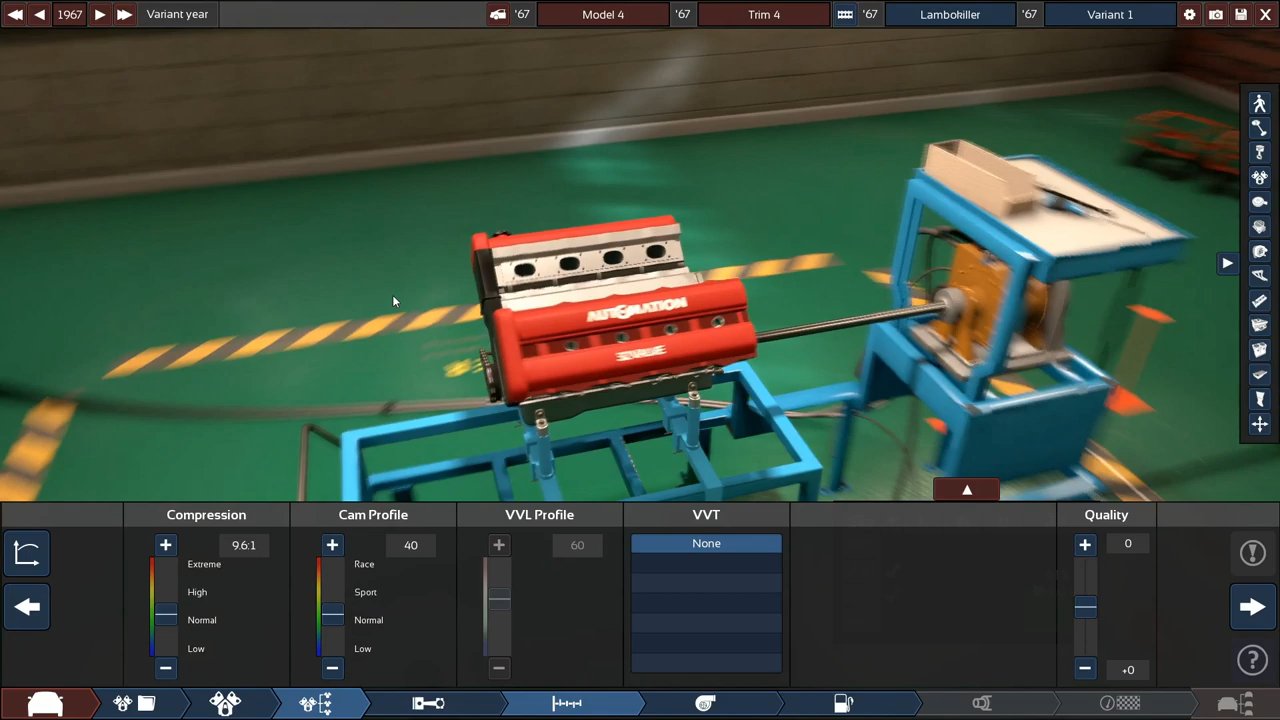 1967 Variant year '67 Model 4 '67 Trim 4 '67 Lambokiller '67 Variant 1
AUTOMATION
Compression Cam Profile VVL Profile VVT Quality
9.6:1 40 60 None 0
Extreme Race
High Sport
Normal Normal
Low Low
+0